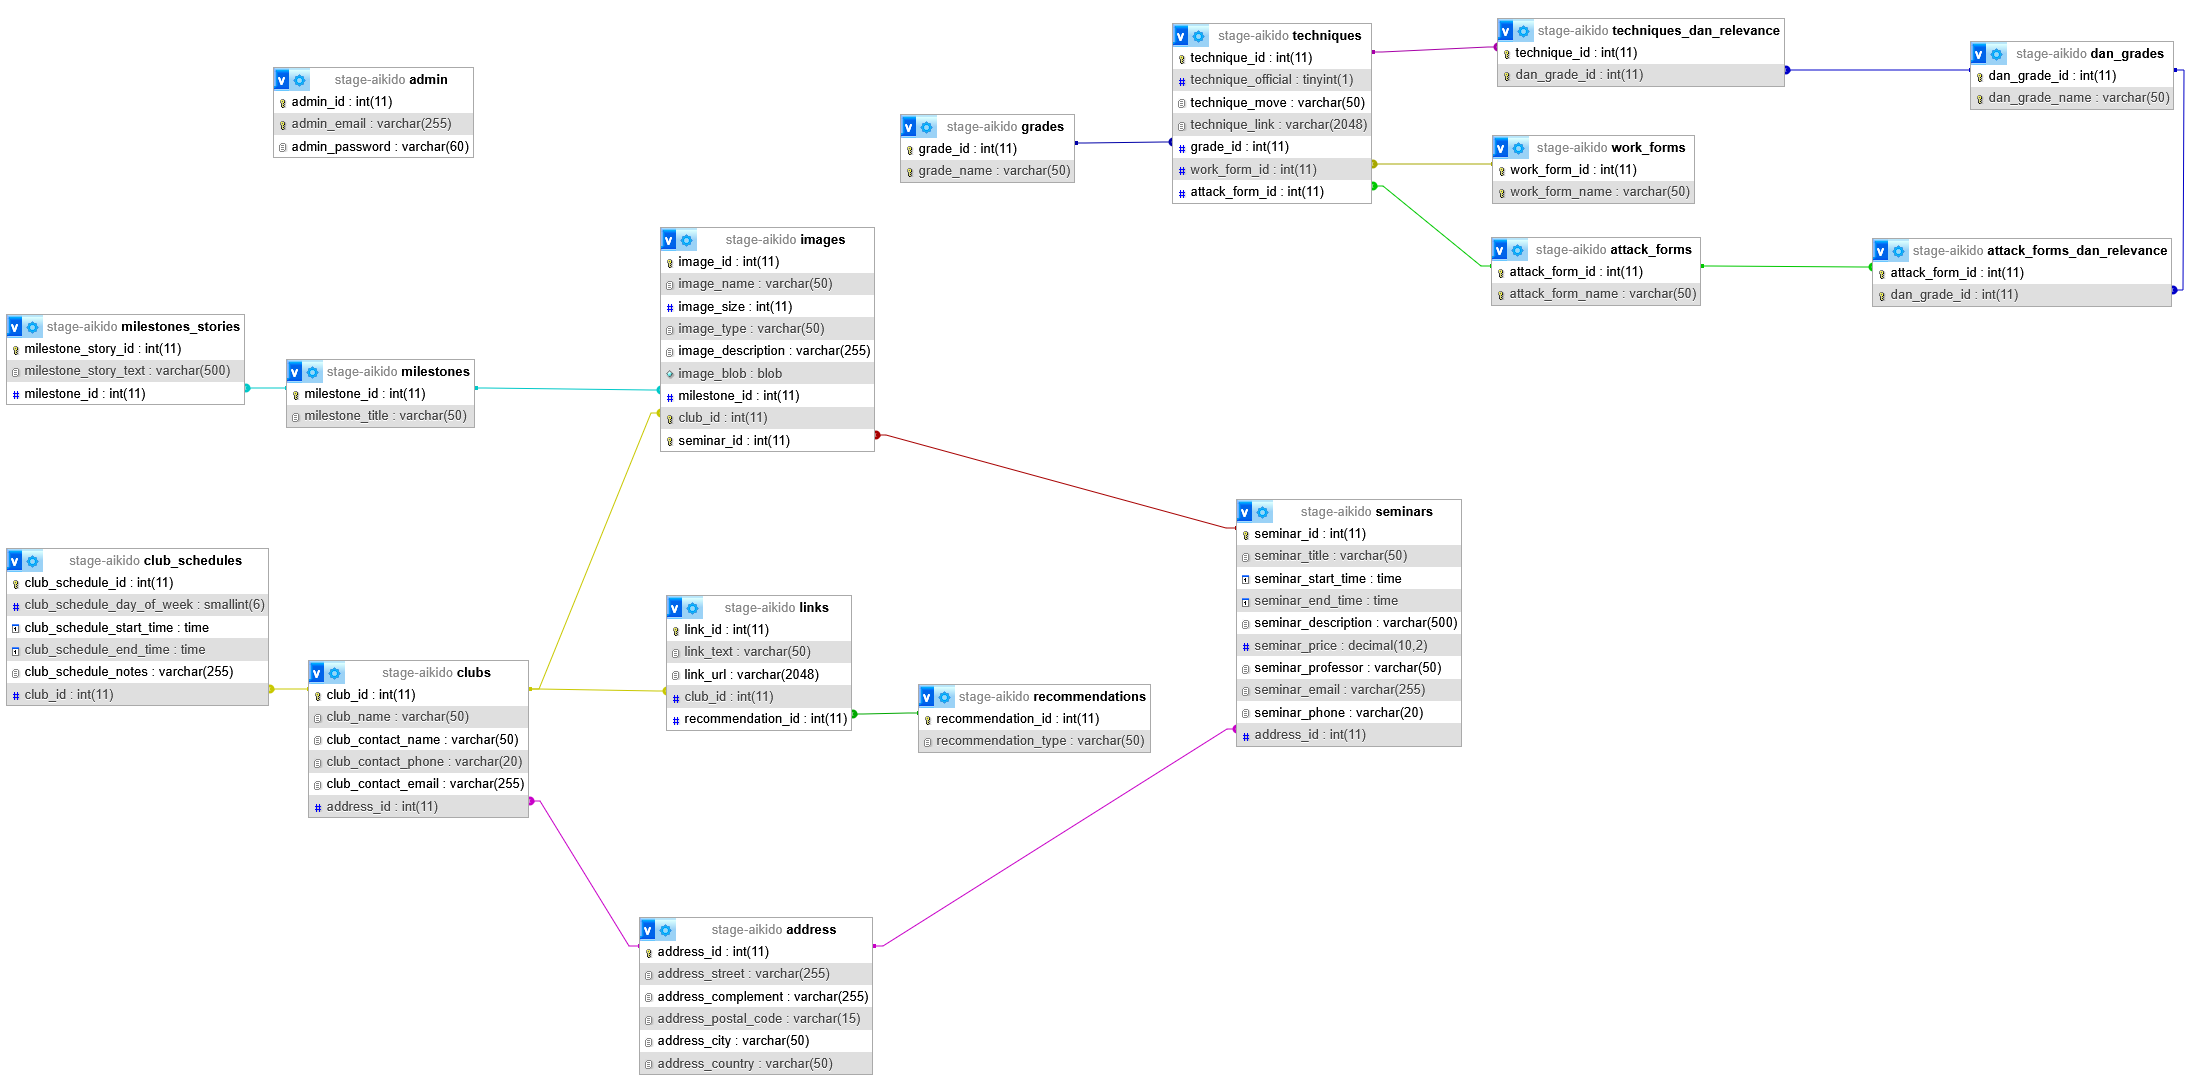 stage-aikido admin
admin_id : int(11)
admin_email : varchar(255)
admin_password : varchar(60)
stage-aikido grades
grade_id : int(11)
grade_name : varchar(50)
stage-aikido techniques
technique_id : int(11)
technique_official : tinyint(1)
technique_move : varchar(50)
technique_link : varchar(2048)
grade_id : int(11)
work_form_id : int(11)
attack_form_id : int(11)
stage-aikido techniques_dan_relevance
technique_id : int(11)
dan_grade_id : int(11)
stage-aikido dan_grades
dan_grade_id : int(11)
dan_grade_name : varchar(50)
stage-aikido work_forms
work_form_id : int(11)
work_form_name : varchar(50)
stage-aikido attack_forms
attack_form_id : int(11)
attack_form_name : varchar(50)
stage-aikido attack_forms_dan_relevance
attack_form_id : int(11)
dan_grade_id : int(11)
stage-aikido images
image_id : int(11)
image_name : varchar(50)
image_size : int(11)
image_type : varchar(50)
image_description : varchar(255)
image_blob : blob
milestone_id : int(11)
club_id : int(11)
seminar_id : int(11)
stage-aikido milestones_stories
milestone_story_id : int(11)
milestone_story_text : varchar(500)
milestone_id : int(11)
stage-aikido milestones
milestone_id : int(11)
milestone_title : varchar(50)
stage-aikido club_schedules
club_schedule_id : int(11)
club_schedule_day_of_week : smallint(6)
club_schedule_start_time : time
club_schedule_end_time : time
club_schedule_notes : varchar(255)
club_id : int(11)
stage-aikido clubs
club_id : int(11)
club_name : varchar(50)
club_contact_name : varchar(50)
club_contact_phone : varchar(20)
club_contact_email : varchar(255)
address_id : int(11)
stage-aikido links
link_id : int(11)
link_text : varchar(50)
link_url : varchar(2048)
club_id : int(11)
recommendation_id : int(11)
stage-aikido recommendations
recommendation_id : int(11)
recommendation_type : varchar(50)
stage-aikido seminars
seminar_id : int(11)
seminar_title : varchar(50)
seminar_start_time : time
seminar_end_time : time
seminar_description : varchar(500)
seminar_price : decimal(10,2)
seminar_professor : varchar(50)
seminar_email : varchar(255)
seminar_phone : varchar(20)
address_id : int(11)
stage-aikido address
address_id : int(11)
address_street : varchar(255)
address_complement : varchar(255)
address_postal_code : varchar(15)
address_city : varchar(50)
address_country : varchar(50)